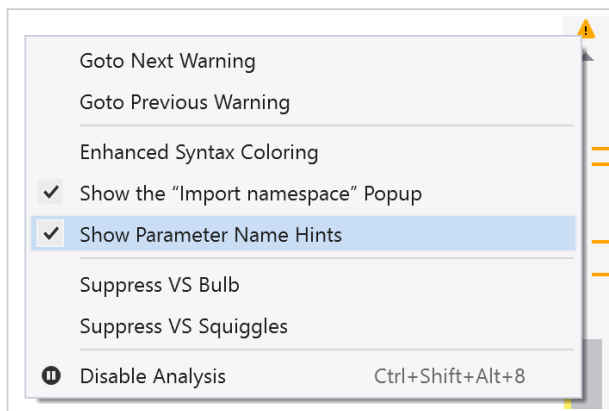 Goto Next Warning
Goto Previous Warning
Enhanced Syntax Coloring
Show the “Import namespace” Popup
Show Parameter Name Hints
Suppress VS Bulb
Suppress VS Squiggles
Disable Analysis Ctrl+Shift+Alt+8